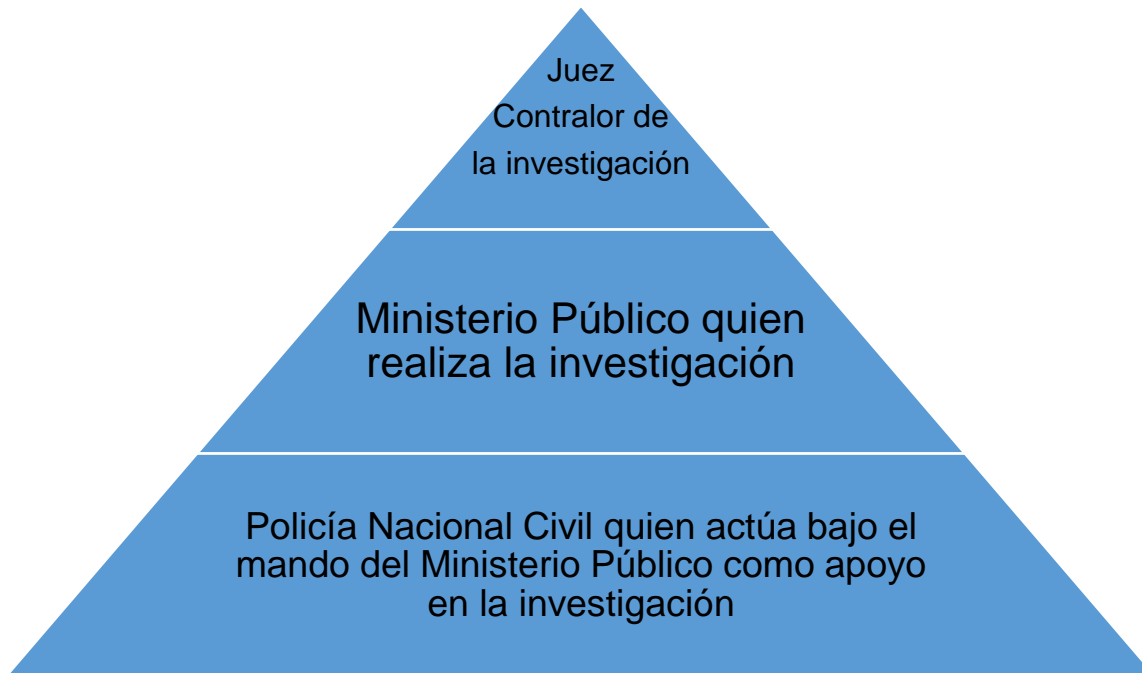 Juez
Contralor de
la investigación
Ministerio Público quien
realiza la investigación
Policía Nacional Civil quien actúa bajo el
mando del Ministerio Público como apoyo
en la investigación